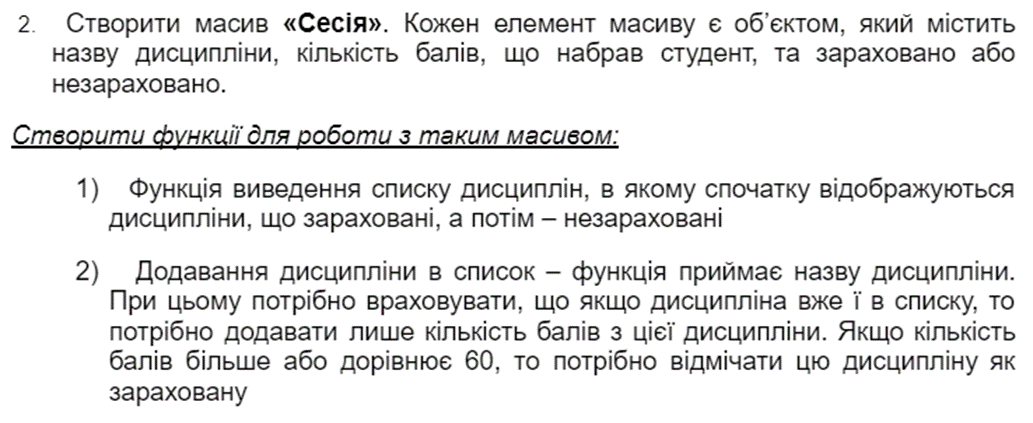 2. Створити масив «Сесія». Кожен елемент масиву є об’єктом, який містить
назву дисципліни, кількість балів, що набрав студент, та зараховано або
незараховано.
Створити функції для роботи з таким масивом:
1) Функція виведення списку дисциплін, в якому спочатку відображуються
дисципліни, що зараховані, а потім – незараховані
2) Додавання дисципліни в список – функція приймає назву дисципліни.
При цьому потрібно враховувати, що якщо дисципліна вже ї в списку, то
потрібно додавати лише кількість балів з цієї дисципліни. Якщо кількість
балів більше або дорівнює 60, то потрібно відмічати цю дисципліну як
зараховану